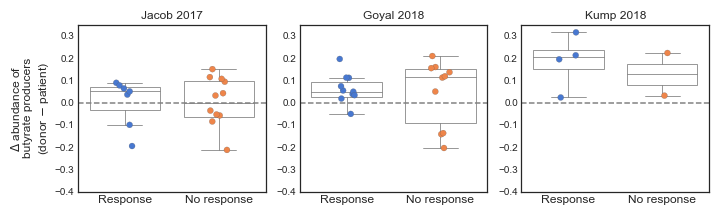 Jacob 2017
Goyal 2018
Kump 2018
Δ abundance of
butyrate producers
(donor − patient)
0.3
0.2
0.1
0.0
−0.1
−0.2
−0.3
−0.4
Response
No response
0.3
0.2
0.1
0.0
−0.1
−0.2
−0.3
−0.4
Response
No response
0.3
0.2
0.1
0.0
−0.1
−0.2
−0.3
−0.4
Response
No response